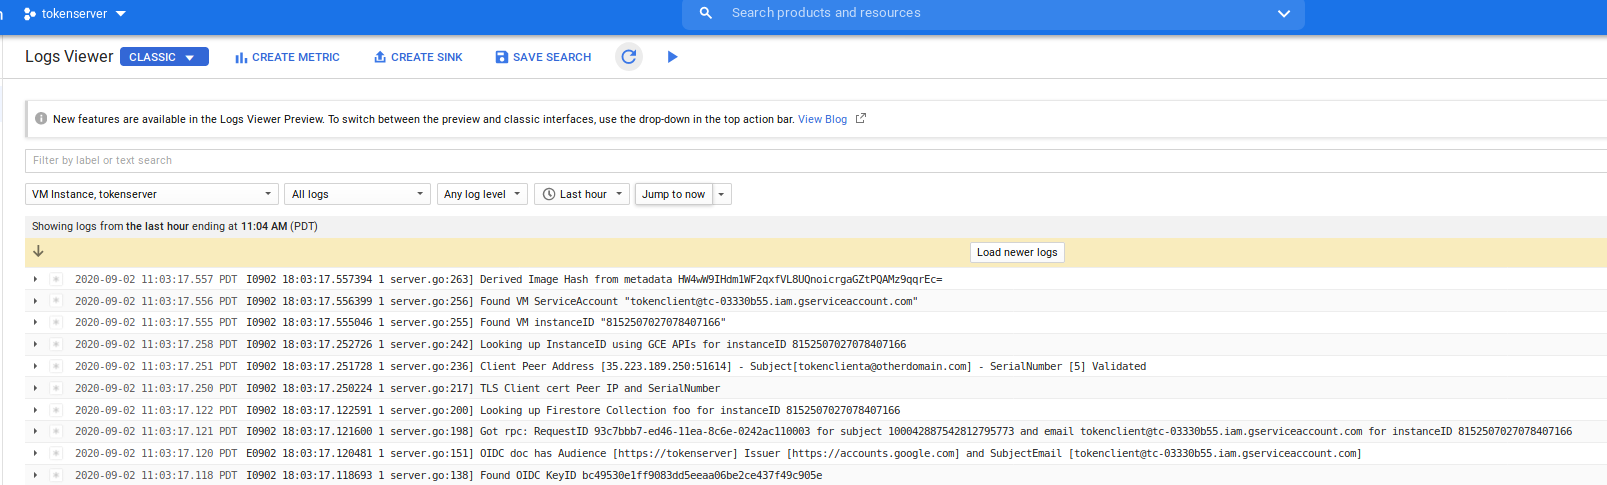 tokenserver Search products and resources
Logs Viewer CLASSIC CREATE METRIC CREATE SINK SAVE SEARCH
New features are available in the Logs Viewer Preview. To switch between the preview and classic interfaces, use the drop-down in the top action bar. View Blog
Filter by label or text search
VM Instance, tokenserver All logs Any log level Last hour Jump to now
Showing logs from the last hour ending at 11:04 AM (PDT)
Load newer logs
2020-09-02 11:03:17.557 PDT I0902 18:03:17.557394 1 server.go:263] Derived Image Hash from metadata HW4wW9IHdm1WF2qxfVL8UQnoicrgaGZtPQAMz9qqrEc=
2020-09-02 11:03:17.556 PDT I0902 18:03:17.556399 1 server.go:256] Found VM ServiceAccount "tokenclient@tc-03330b55.iam.gserviceaccount.com"
2020-09-02 11:03:17.555 PDT I0902 18:03:17.555046 1 server.go:255] Found VM instanceID "8152507027078407166"
2020-09-02 11:03:17.258 PDT I0902 18:03:17.252726 1 server.go:242] Looking up InstanceID using GCE APIs for instanceID 8152507027078407166
2020-09-02 11:03:17.251 PDT I0902 18:03:17.251728 1 server.go:236] Client Peer Address [35.223.189.250:51614] - Subject[tokenclienta@otherdomain.com] - SerialNumber [5] Validated
2020-09-02 11:03:17.250 PDT I0902 18:03:17.250224 1 server.go:217] TLS Client cert Peer IP and SerialNumber
2020-09-02 11:03:17.122 PDT I0902 18:03:17.122591 1 server.go:200] Looking up Firestore Collection foo for instanceID 8152507027078407166
2020-09-02 11:03:17.121 PDT I0902 18:03:17.121600 1 server.go:198] Got rpc: RequestID 93c7bbb7-ed46-11ea-8c6e-0242ac110003 for subject 100042887542812795773 and email tokenclient@tc-03330b55.iam.gserviceaccount.com for instanceID 8152507027078407166
2020-09-02 11:03:17.120 PDT E0902 18:03:17.120481 1 server.go:151] OIDC doc has Audience [https://tokenserver] Issuer [https://accounts.google.com] and SubjectEmail [tokenclient@tc-03330b55.iam.gserviceaccount.com]
2020-09-02 11:03:17.118 PDT I0902 18:03:17.118693 1 server.go:138] Found OIDC KeyID bc49530e1ff9083dd5eeaa06be2ce437f49c905e